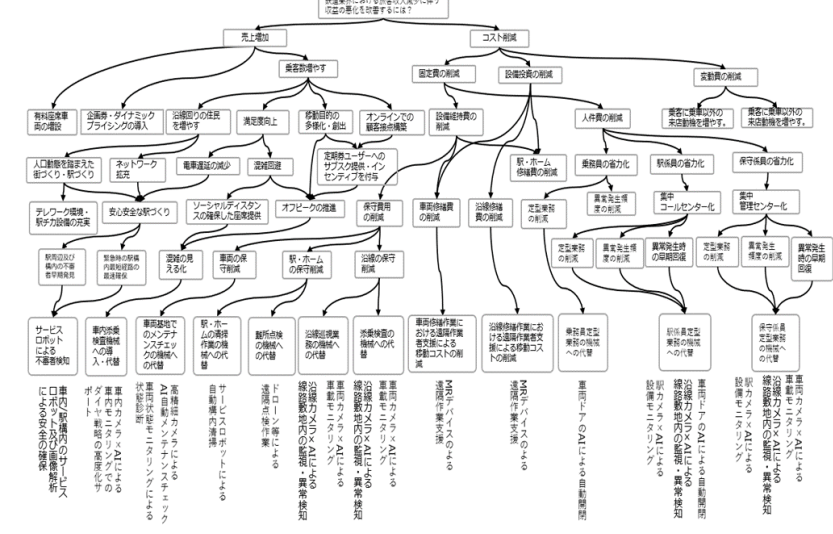 鉄道業界における旅客収入減少に伴う
収益の悪化を改善するには？
売上増加
コスト削減
乗客数増やす
固定費の削減
設備投資の削減
変動費の削減
有料座席車
両の増設
企画券・ダイナミック
プライシングの導入
沿線回りの住民
を増やす
満足度向上
移動目的の
多様化・創出
オンラインでの
顧客接点構築
設備維持費の
削減
人件費の削減
乗客に乗車以外の
来店動機を増やす。
乗客に乗車以外の
来店動機を増やす。
人口動態を踏まえた
街づくり・駅づくり
ネットワーク
拡充
電車遅延の減少
混雑回避
定期券ユーザーへの
サブスク提供・イン
センティブを付与
駅・ホーム
修繕費の削減
乗務員の省力化
駅係員の省力化
保守係員の省力化
テレワーク環境・
駅チカ設備の充実
安心安全な駅づくり
ソーシャルディスタン
スの確保した座席提供
オフピークの推進
保守費用
の削減
車両修繕費
の削減
沿線修繕
費の削減
定型業務
の削減
異常発生頻
度の削減
集中
コールセンター化
集中
管理センター化
駅周辺及び
構内の不審
者早期発見
緊急時の駅構
内最短経路の
最速確保
混雑の見
える化
車両の保
守削減
駅・ホーム
の保守削減
沿線の保守
削減
定型業務
の削減
異常発生頻
度の削減
異常発生時
の早期回復
定型業務
の削減
異常発生
頻度の削減
異常発生
時の早期
回復
サービス
ロボット
による
不審者検知
車内添乗
検査機械
への導
入・代替
車両基地で
のメンテナ
ンスチェッ
クの機械へ
の代替
駅・ホー
ムの清掃
作業の機
械への代
替
難所点検
の機械へ
の代替
沿線巡視業
務の機械へ
の代替
添乗検査の
機械への代
替
車両修繕作業に
おける遠隔作業
者支援による
移動コストの削
減
沿線修繕作業にお
ける遠隔作業者支
援による移動コス
トの削減
乗務員定型
業務の機械
への代替
駅係員定型
業務の機械
への代替
保守係員
定型業務
の機械へ
の代替
車内/駅構内のサービス
ロボット及び画像解析
による安全の確保
車内カメラ×AIによる
車内モニタリングでの
ダイヤ戦略の高度化サ
ポート
高精細カメラによる
AI自動メンテナンスチェック
車両状態モニタリングによる
状態診断
サービスロボットによる
自動構内清掃
ドローン等による
遠隔点検作業
車両カメラ×AIによる
車載モニタリング
沿線カメラ×AIによる
線路敷地内の監視・異常検知
車両カメラ×AIによる
車載モニタリング
沿線カメラ×AIによる
線路敷地内の監視・異常検知
MRデバイスのよる
遠隔作業支援
MRデバイスのよる
遠隔作業支援
車両ドアのAIによる自動開閉
車両ドアのAIによる自動開閉
沿線カメラ×AIによる
線路敷地内の監視・異常検知
駅カメラ×AIによる
設備モニタリング
車両カメラ×AIによる
車載モニタリング
沿線カメラ×AIによる
線路敷地内の監視・異常検知
駅カメラ×AIによる
設備モニタリング